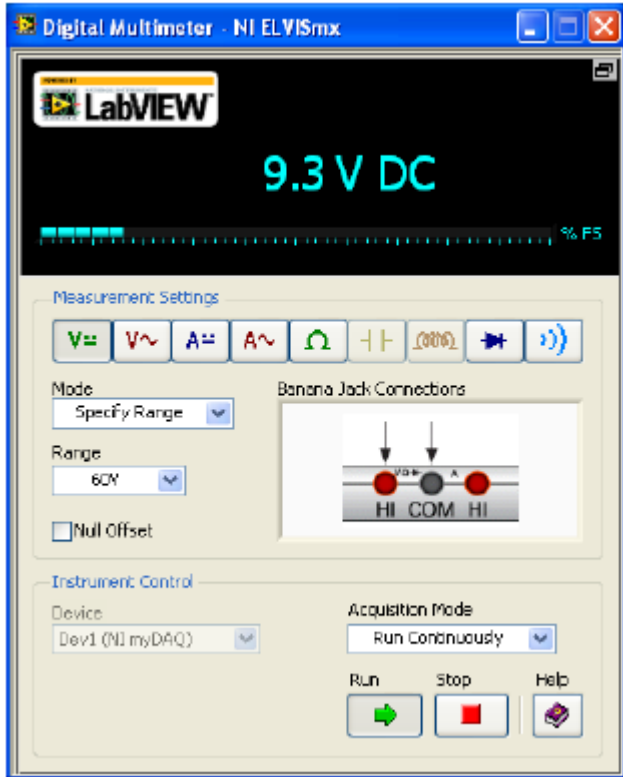 Digital Multimeter - NI ELVISmx
LabVIEW
9.3 V DC
% FS
Measurement Settings
V V A A Ω
Mode
Specify Range
Banana Jack Connections
Range
60V
HI COM HI
Null Offset
Instrument Control
Device
Dev1 (NI myDAQ)
Acquisition Mode
Run Continuously
Run Stop Help